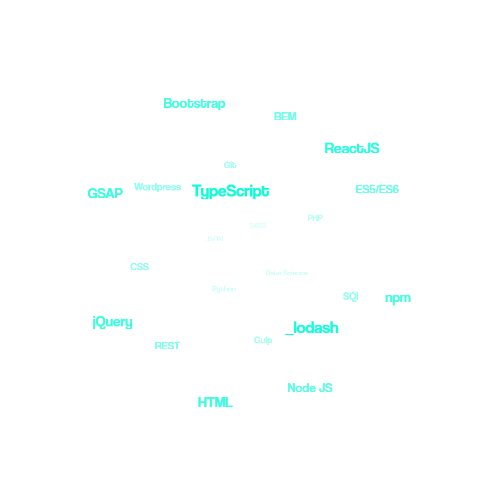 Bootstrap
BEM
ReactJS
Git
Wordpress
TypeScript
ES5/ES6
GSAP
PHP
CSS
Python
SQl
npm
jQuery
_lodash
Gulp
REST
Node JS
HTML